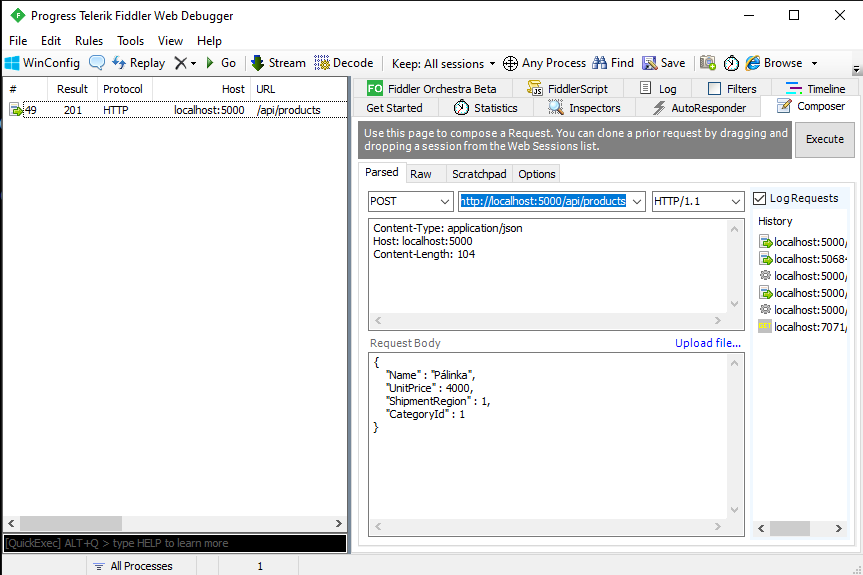 Progress Telerik Fiddler Web Debugger
File Edit Rules Tools View Help
WinConfig Replay Go Stream Decode Keep: All sessions Any Process Find Save Browse
# Result Protocol Host URL
49 201 HTTP localhost:5000 /api/products
FO Fiddler Orchestra Beta FiddlerScript Log Filters Timeline
Get Started Statistics Inspectors AutoResponder Composer
Use this page to compose a Request. You can clone a prior request by dragging and
dropping a session from the Web Sessions list.
Execute
Parsed Raw Scratchpad Options
POST http://localhost:5000/api/products HTTP/1.1
Content-Type: application/json
Host: localhost:5000
Content-Length: 104
Request Body Upload file...
{
"Name" : "Pálinka",
"UnitPrice" : 4000,
"ShipmentRegion" : 1,
"CategoryId" : 1
}
Log Requests
History
localhost:5000/
localhost:5068
localhost:5000/
localhost:5000/
localhost:5000/
GET localhost:7071/
[QuickExec] ALT+Q > type HELP to learn more
All Processes 1